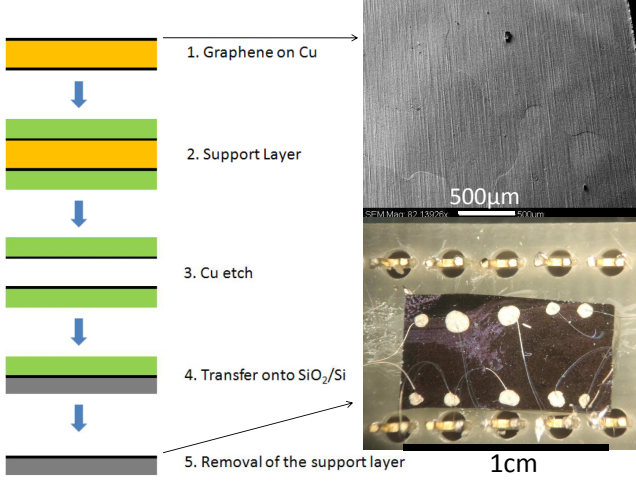 1. Graphene on Cu
2. Support Layer
3. Cu etch
4. Transfer onto SiO₂/Si
5. Removal of the support layer
500µm
SEM Mag: 82.13926x 500um
1cm